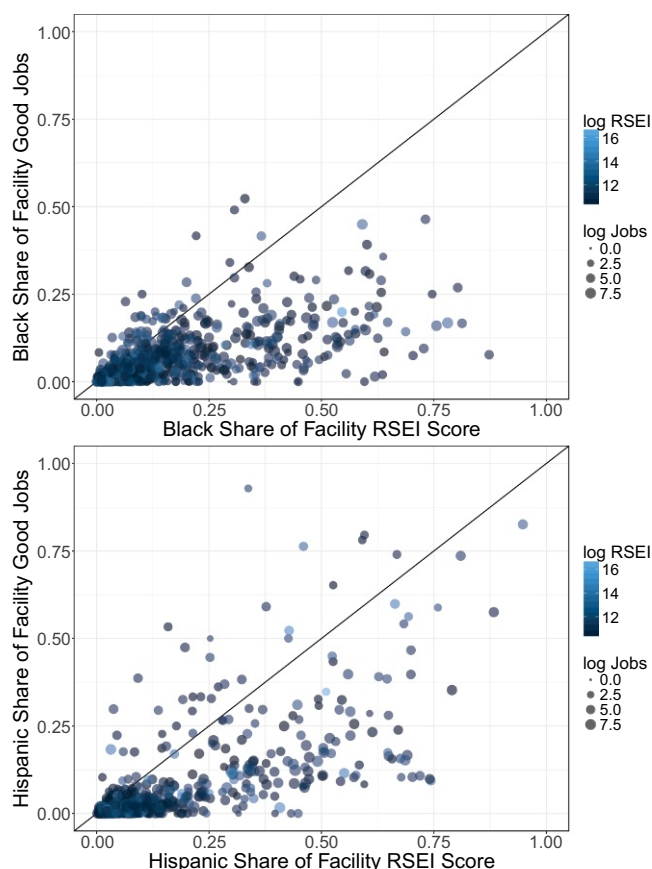 1.00
0.75
0.50
0.25
0.00
Black Share of Facility Good Jobs
0.00 0.25 0.50 0.75 1.00
Black Share of Facility RSEI Score
log RSEI
16
14
12
log Jobs
0.0
2.5
5.0
7.5
1.00
0.75
0.50
0.25
0.00
Hispanic Share of Facility Good Jobs
0.00 0.25 0.50 0.75 1.00
Hispanic Share of Facility RSEI Score
log RSEI
16
14
12
log Jobs
0.0
2.5
5.0
7.5